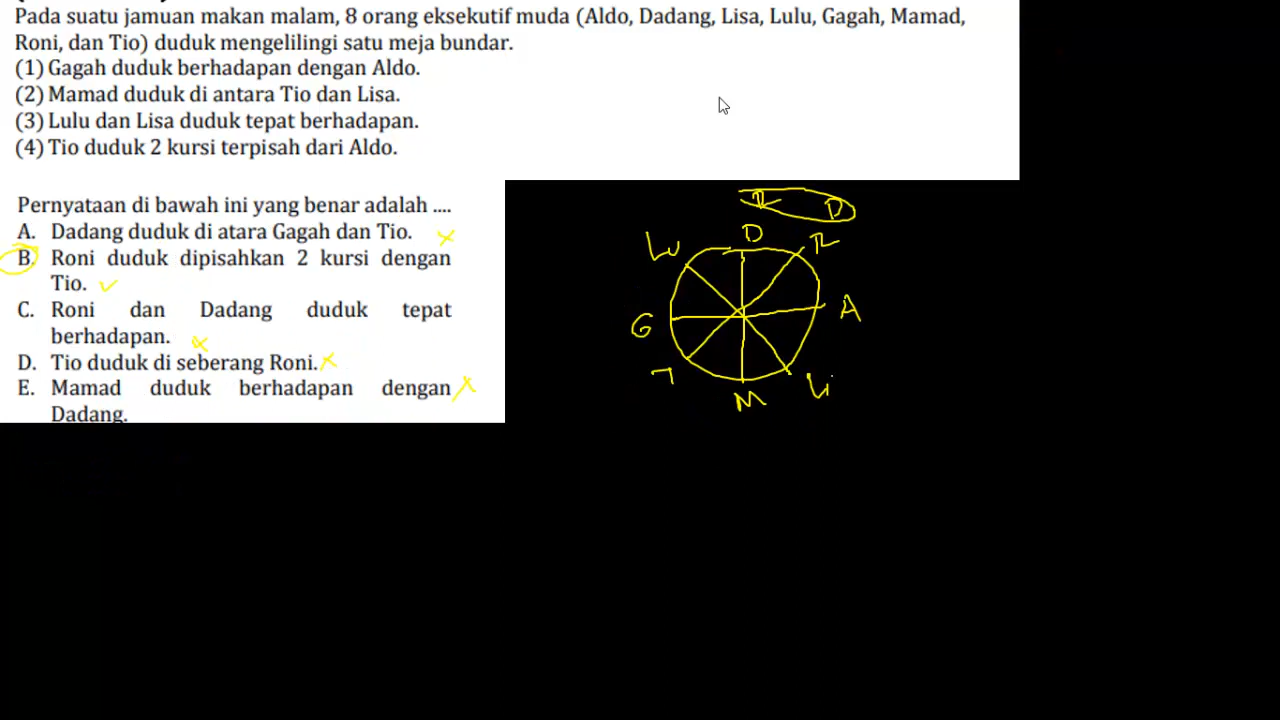 Pada suatu jamuan makan malam, 8 orang eksekutif muda (Aldo, Dadang, Lisa, Lulu, Gagah, Mamad,
Roni, dan Tio) duduk mengelilingi satu meja bundar.
(1) Gagah duduk berhadapan dengan Aldo.
(2) Mamad duduk di antara Tio dan Lisa.
(3) Lulu dan Lisa duduk tepat berhadapan.
(4) Tio duduk 2 kursi terpisah dari Aldo.
Pernyataan di bawah ini yang benar adalah ....
A. Dadang duduk di atara Gagah dan Tio.
B. Roni duduk dipisahkan 2 kursi dengan
Tio.
C. Roni dan Dadang duduk tepat
berhadapan.
D. Tio duduk di seberang Roni.
E. Mamad duduk berhadapan dengan
Dadang.
R D
Lu D R
G A
T M Li